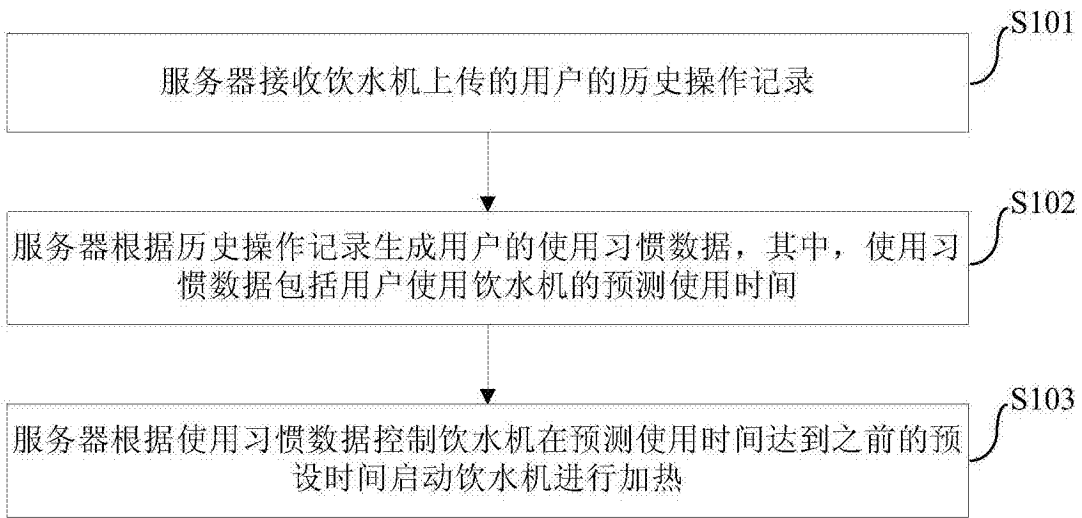 S101
服务器接收饮水机上传的用户的历史操作记录
S102
服务器根据历史操作记录生成用户的使用习惯数据，其中，使用习
惯数据包括用户使用饮水机的预测使用时间
S103
服务器根据使用习惯数据控制饮水机在预测使用时间达到之前的预
设时间启动饮水机进行加热